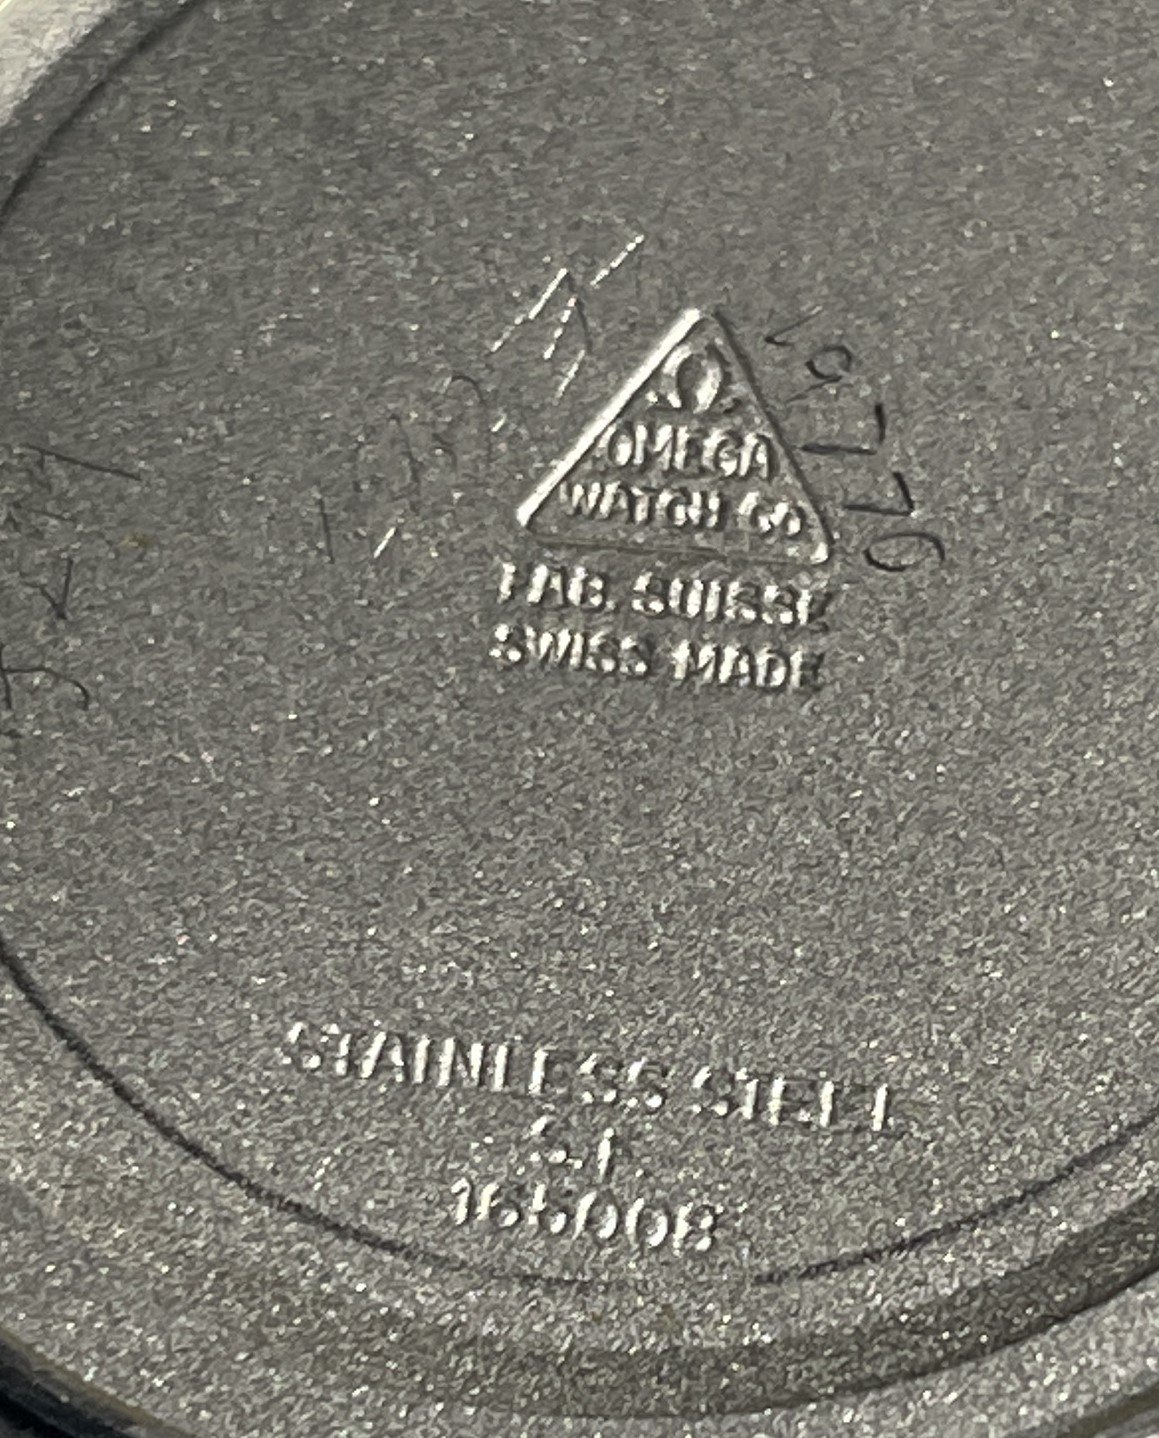 Ω
OMEGA
WATCH Co
FAB. SUISSE
SWISS MADE
STAINLESS STEEL
165008